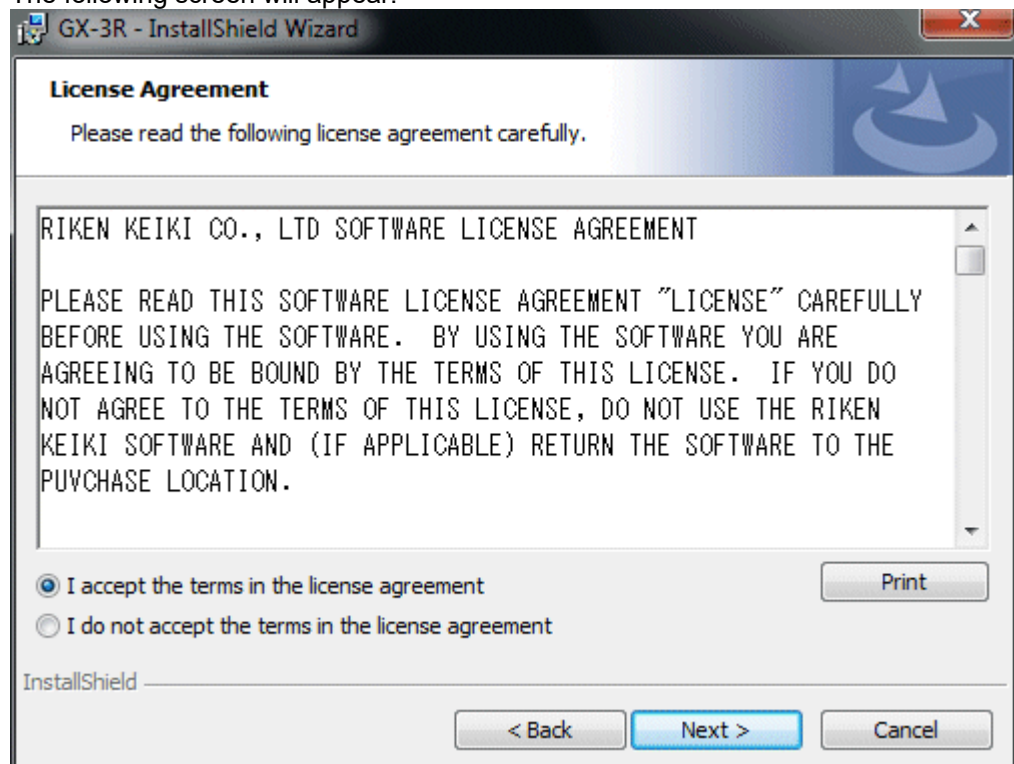 The following screen will appear.
GX-3R - InstallShield Wizard
License Agreement
Please read the following license agreement carefully.
RIKEN KEIKI CO., LTD SOFTWARE LICENSE AGREEMENT
PLEASE READ THIS SOFTWARE LICENSE AGREEMENT "LICENSE" CAREFULLY
BEFORE USING THE SOFTWARE.  BY USING THE SOFTWARE YOU ARE
AGREEING TO BE BOUND BY THE TERMS OF THIS LICENSE.  IF YOU DO
NOT AGREE TO THE TERMS OF THIS LICENSE, DO NOT USE THE RIKEN
KEIKI SOFTWARE AND (IF APPLICABLE) RETURN THE SOFTWARE TO THE
PUVCHASE LOCATION.
I accept the terms in the license agreement
Print
I do not accept the terms in the license agreement
InstallShield
< Back
Next >
Cancel